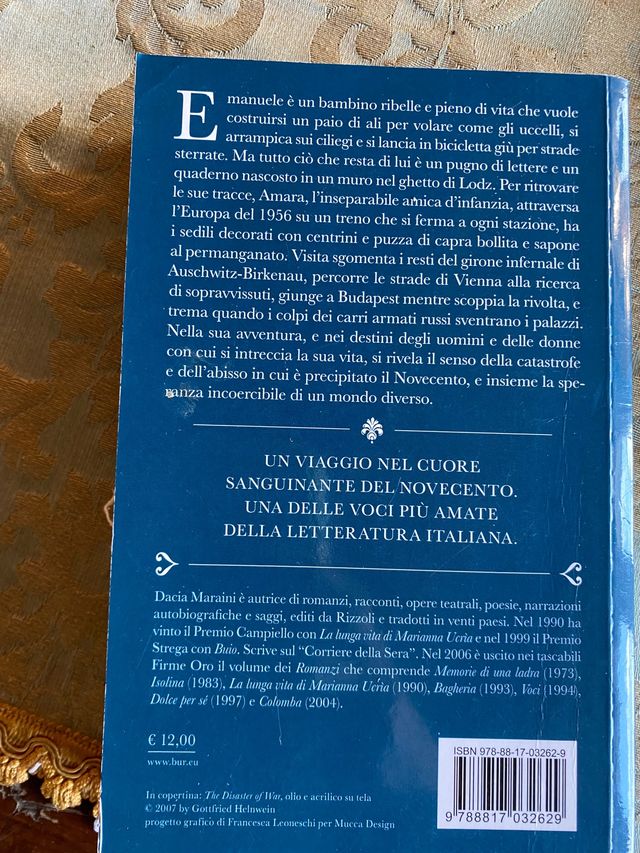 Emanuele è un bambino ribelle e pieno di vita che vuole
costruirsi un paio di ali per volare come gli uccelli, si
arrampica sui ciliegi e si lancia in bicicletta giù per strade
sterrate. Ma tutto ciò che resta di lui è un pugno di lettere e un
quaderno nascosto in un muro nel ghetto di Lodz. Per ritrovare
le sue tracce, Amara, l'inseparabile amica d'infanzia, attraversa
l'Europa del 1956 su un treno che si ferma a ogni stazione, ha
i sedili decorati con centrini e puzza di capra bollita e sapone
al permanganato. Visita sgomenta i resti del girone infernale di
Auschwitz-Birkenau, percorre le strade di Vienna alla ricerca
di sopravvissuti, giunge a Budapest mentre scoppia la rivolta, e
trema quando i colpi dei carri armati russi sventrano i palazzi.
Nella sua avventura, e nei destini degli uomini e delle donne
con cui si intreccia la sua vita, si rivela il senso della catastrofe
e dell'abisso in cui è precipitato il Novecento, e insieme la spe-
ranza incoercibile di un mondo diverso.
UN VIAGGIO NEL CUORE
SANGUINANTE DEL NOVECENTO.
UNA DELLE VOCI PIÙ AMATE
DELLA LETTERATURA ITALIANA.
Dacia Maraini è autrice di romanzi, racconti, opere teatrali, poesie, narrazioni
autobiografiche e saggi, editi da Rizzoli e tradotti in venti paesi. Nel 1990 ha
vinto il Premio Campiello con La lunga vita di Marianna Ucrìa e nel 1999 il Premio
Strega con Buio. Scrive sul "Corriere della Sera". Nel 2006 è uscito nei tascabili
Firme Oro il volume dei Romanzi che comprende Memorie di una ladra (1973),
Isolina (1983), La lunga vita di Marianna Ucrìa (1990), Bagheria (1993), Voci (1994),
Dolce per sé (1997) e Colomba (2004).
€ 12,00
www.bur.eu
ISBN 978-88-17-03262-9
9 788817 032629
In copertina: The Disaster of War, olio e acrilico su tela
© 2007 by Gottfried Helnwein
progetto grafico di Francesca Leoneschi per Mucca Design